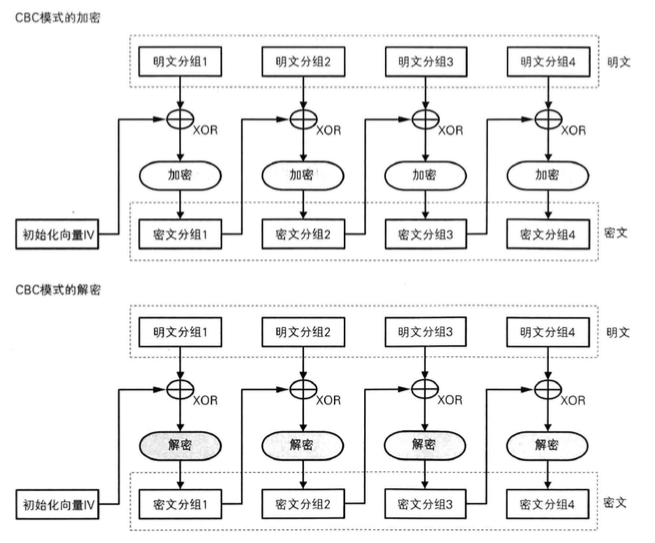 CBC模式的加密
明文分组1 明文分组2 明文分组3 明文分组4 明文
XOR XOR XOR XOR
加密 加密 加密 加密
初始化向量IV 密文分组1 密文分组2 密文分组3 密文分组4 密文
CBC模式的解密
明文分组1 明文分组2 明文分组3 明文分组4 明文
XOR XOR XOR XOR
解密 解密 解密 解密
初始化向量IV 密文分组1 密文分组2 密文分组3 密文分组4 密文